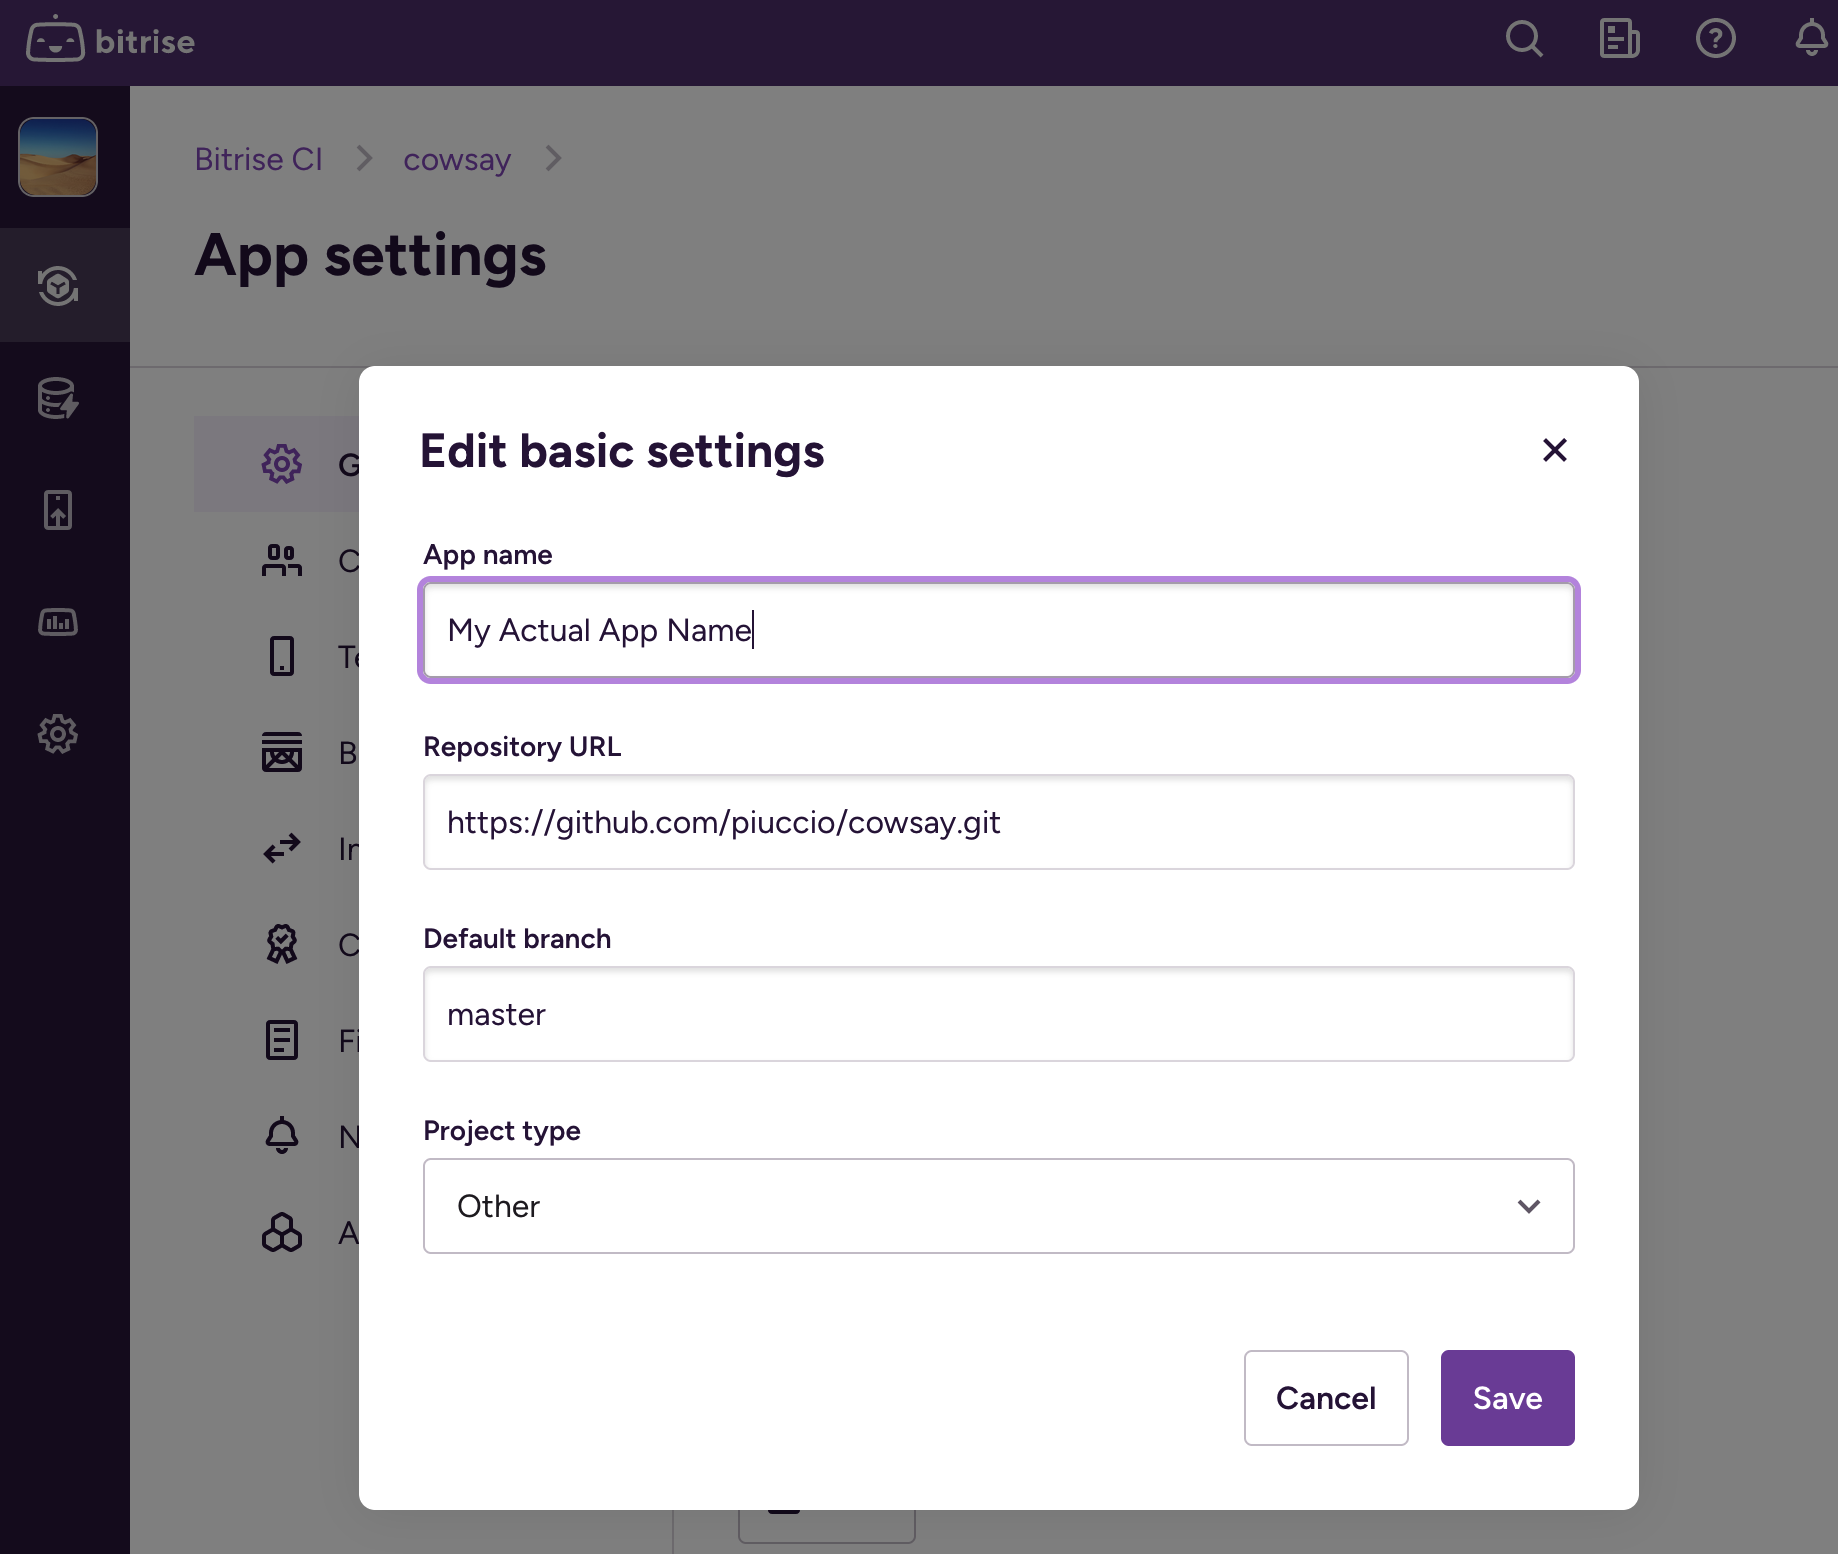 bitrise
Bitrise CI
cowsay
App settings
Edit basic settings
App name
My Actual App Name
Repository URL
https://github.com/piuccio/cowsay.git
Default branch
master
Project type
Other
Cancel
Save